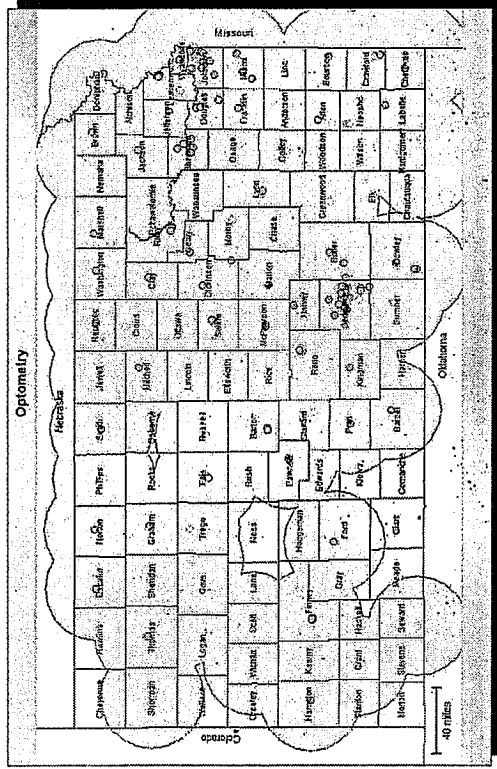 Optometry
Nebraska
Cheyenne
Rawlins
Decatur
Norton
Phillips
Smith
Jewell
Republic
Washington
Marshall
Nemaha
Brown
Doniphan
Sherman
Thomas
Sheridan
Graham
Rooks
Osborne
Mitchell
Cloud
Clay
Riley
Pottawatomie
Jackson
Atchison
Jefferson
Leavenworth
Wallace
Logan
Gove
Trego
Ellis
Russell
Lincoln
Ottawa
Saline
Dickinson
Geary
Wabaunsee
Douglas
Johnson
Missouri
Colorado
Greeley
Wichita
Scott
Lane
Ness
Rush
Barton
Ellsworth
Rice
McPherson
Marion
Morris
Chase
Lyon
Osage
Coffey
Franklin
Anderson
Miami
Linn
Hamilton
Kearny
Finney
Hodgeman
Pawnee
Edwards
Stafford
Reno
Harvey
Butler
Greenwood
Woodson
Allen
Bourbon
Stanton
Grant
Haskell
Gray
Ford
Kiowa
Pratt
Kingman
Elk
Wilson
Neosho
Crawford
Morton
Stevens
Seward
Meade
Clark
Comanche
Barber
Harper
Sumner
Cowley
Chautauqua
Montgomery
Labette
Cherokee
Oklahoma
40 miles